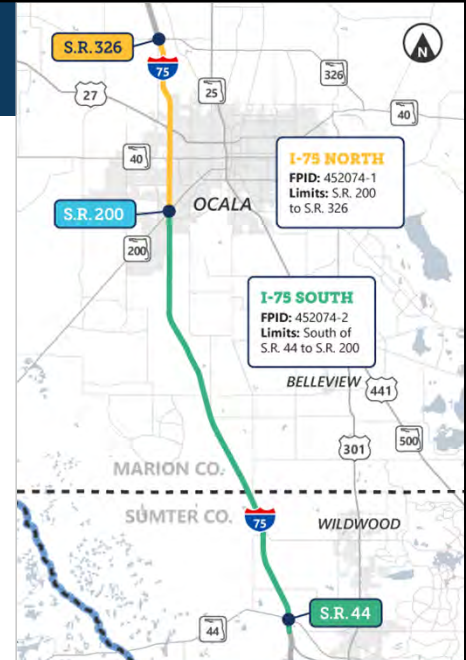 S.R. 326
N
75
27
25
326
40
40
I-75 NORTH
FPID: 452074-1
Limits: S.R. 200
to S.R. 326
S.R. 200
OCALA
200
I-75 SOUTH
FPID: 452074-2
Limits: South of
S.R. 44 to S.R. 200
BELLEVIEW
441
301
500
MARION CO.
SUMTER CO.
75
WILDWOOD
S.R. 44
44